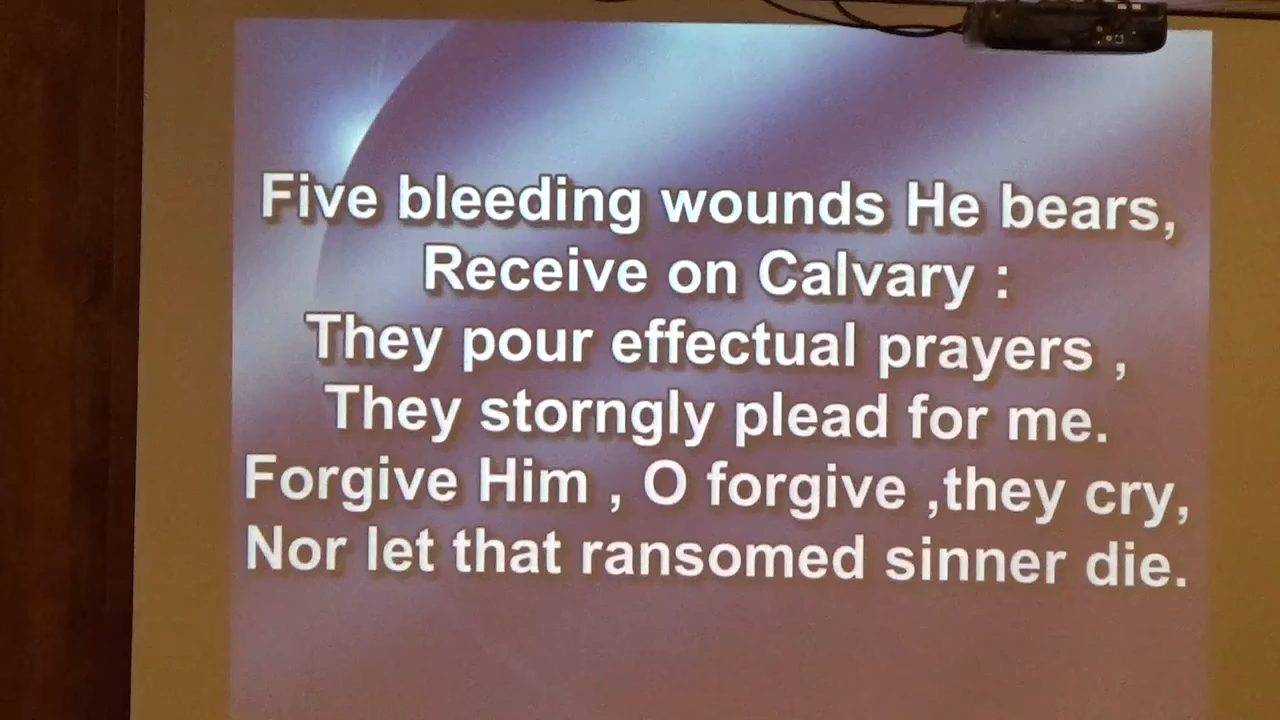 Five bleeding wounds He bears,
Receive on Calvary :
They pour effectual prayers ,
They storngly plead for me.
Forgive Him , O forgive ,they cry,
Nor let that ransomed sinner die.